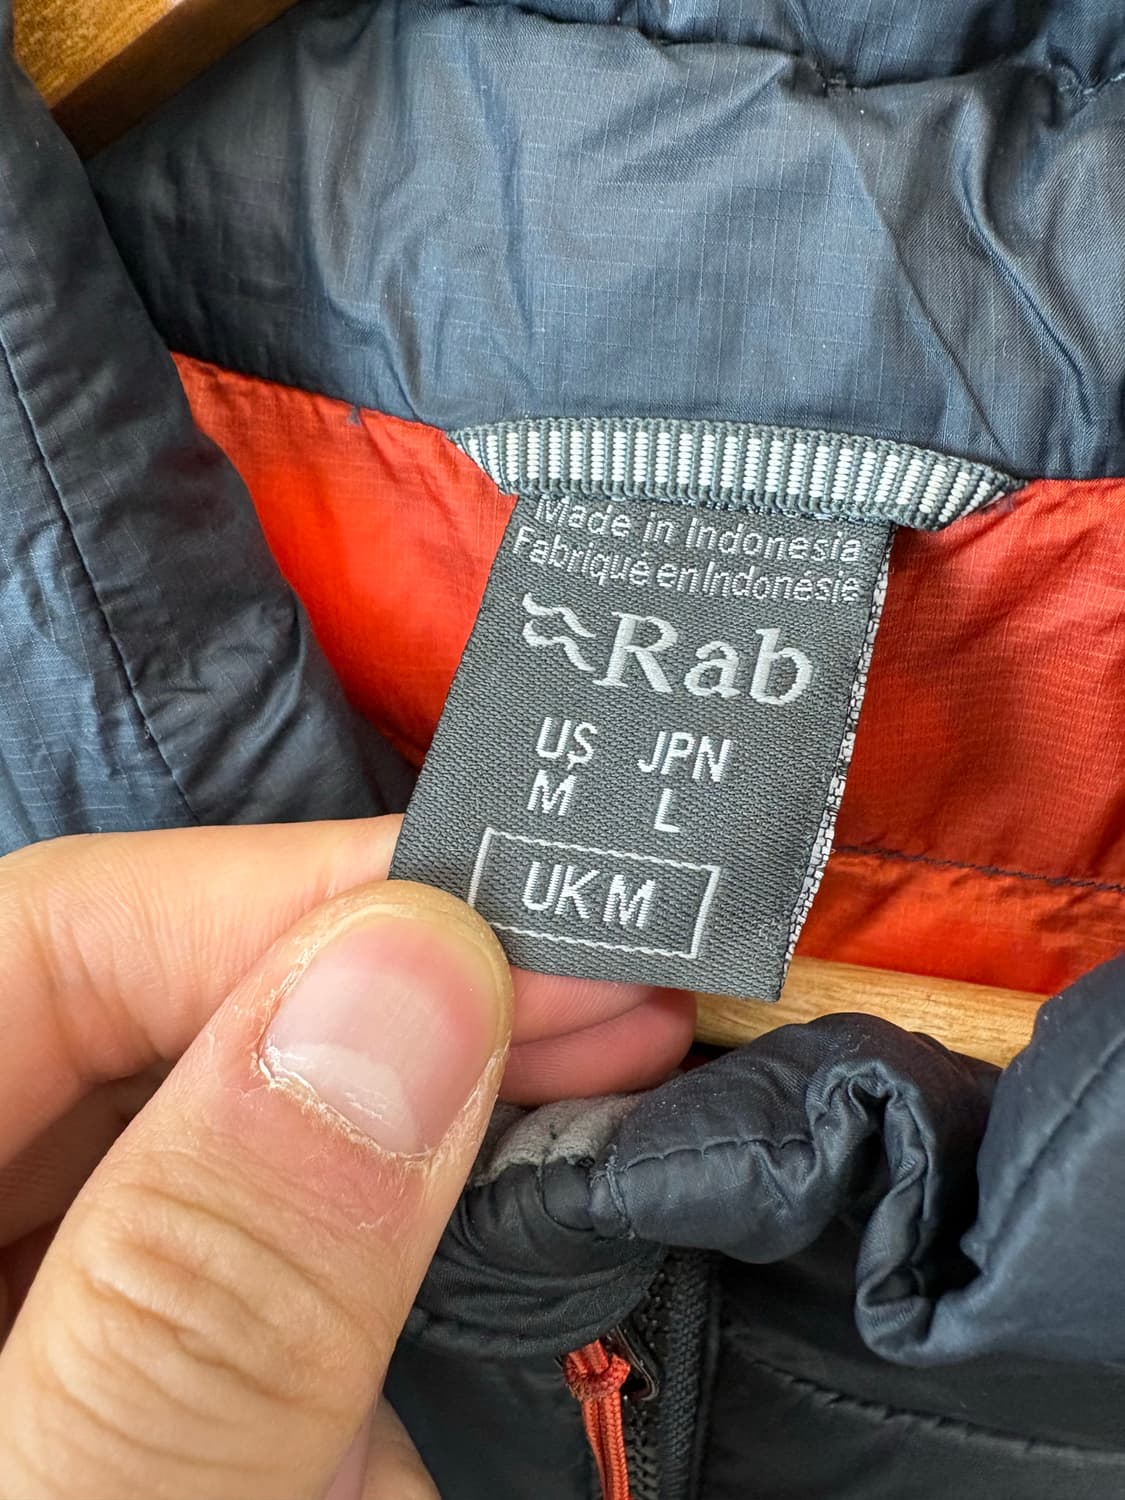 Made in Indonesia
Fabriqué en Indonésie
Rab
US JPN
M L
UK M